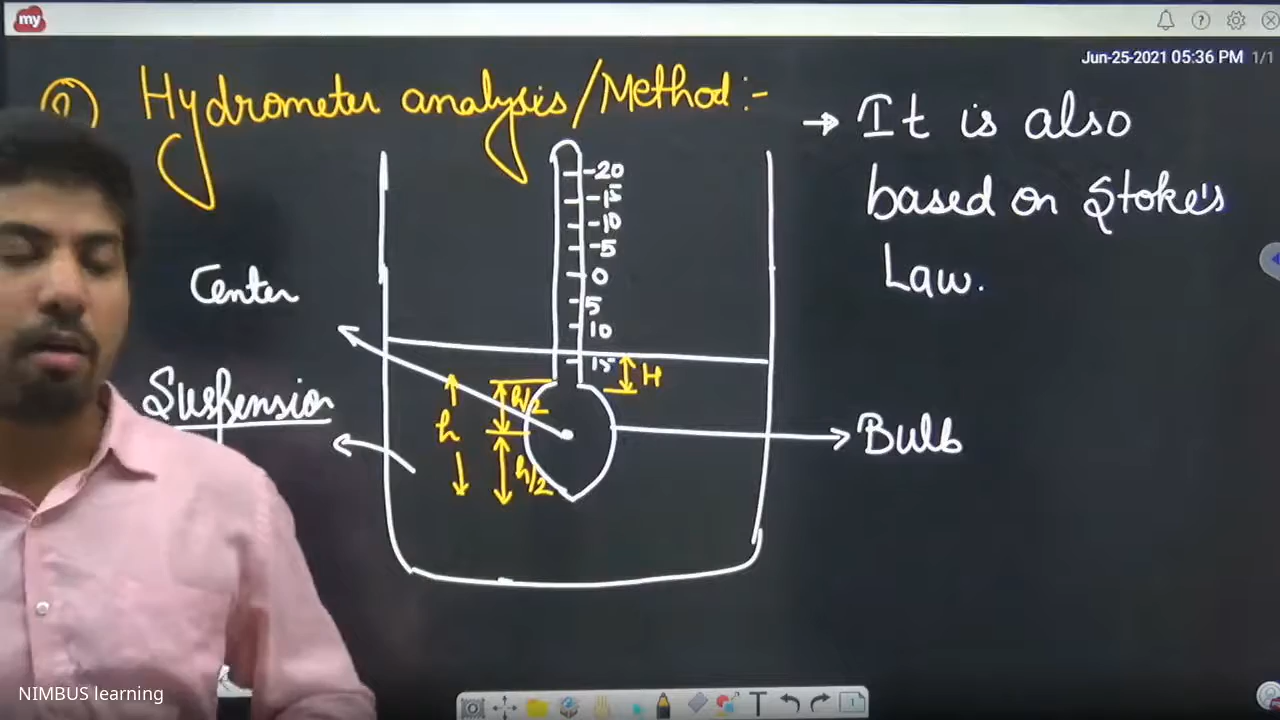 my
Jun-25-2021 05:36 PM 1/1
Hydrometer analysis/Method:-
→ It is also
based on Stoke's
Law.
-20
-15
-10
-5
0
5
10
15
Center
H
h/2
h
h/2
Suspension
Bulb
T
1
NIMBUS learning